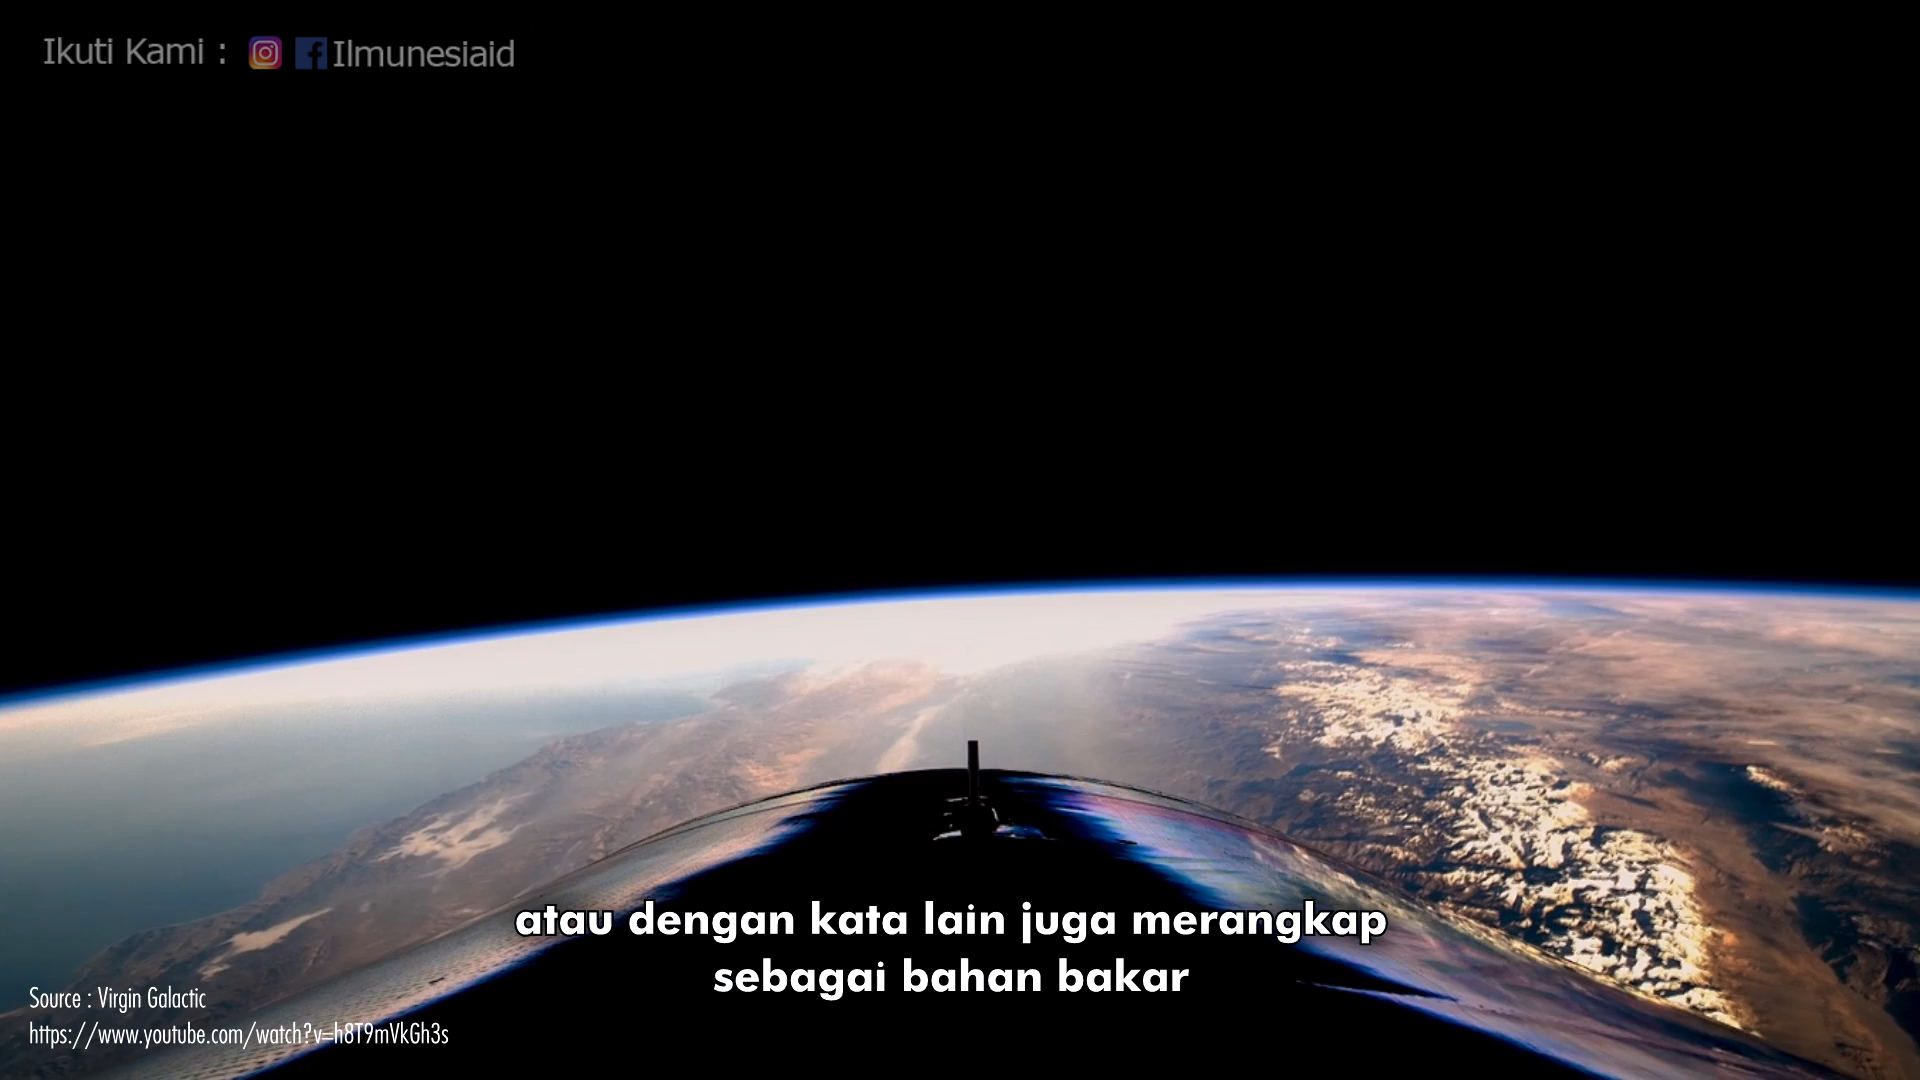 Ikuti Kami : Ilmunesiaid
atau dengan kata lain juga merangkap
sebagai bahan bakar
Source : Virgin Galactic
https://www.youtube.com/watch?v=h8T9mVkGh3s